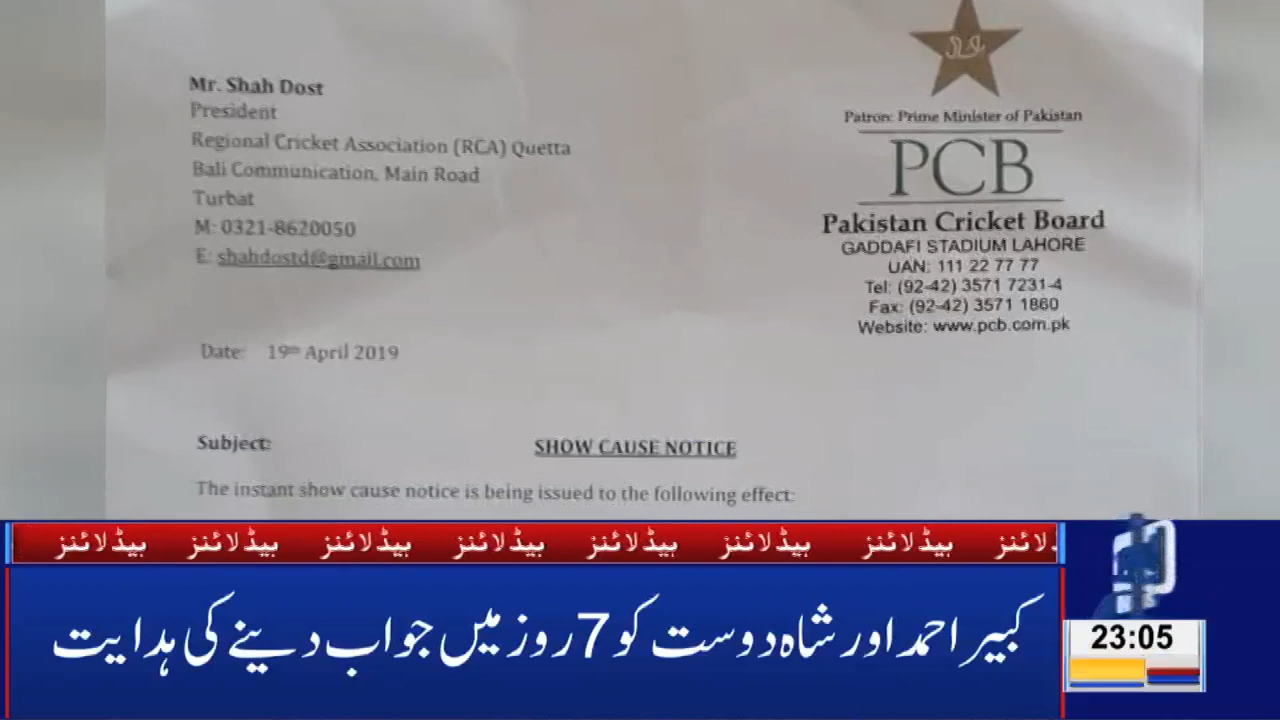 Mr. Shah Dost
President
Regional Cricket Association (RCA) Quetta
Bali Communication, Main Road
Turbat
M: 0321-8620050
E: shahdostd@gmail.com
Date: 19th April 2019
Patron: Prime Minister of Pakistan
PCB
Pakistan Cricket Board
GADDAFI STADIUM LAHORE
UAN: 111 22 77 77
Tel: (92-42) 3571 7231-4
Fax: (92-42) 3571 1860
Website: www.pcb.com.pk
Subject: SHOW CAUSE NOTICE
The instant show cause notice is being issued to the following effect:
ہیڈلائنز ہیڈلائنز ہیڈلائنز ہیڈلائنز ہیڈلائنز ہیڈلائنز ہیڈلائنز لائنز
کبیر احمد اور شاہ دوست کو 7 روز میں جواب دینے کی ہدایت
23:05